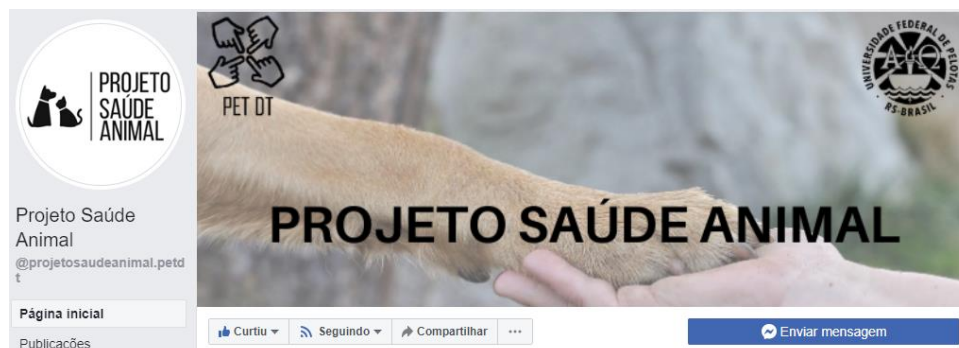 PROJETO
SAÚDE
ANIMAL
Projeto Saúde
Animal
@projetosaudeanimal.petd
t
Página inicial
Publicações
PET DT
UNIVERSIDADE FEDERAL DE PELOTAS
RS-BRASIL
PROJETO SAÚDE ANIMAL
Curtiu
Seguindo
Compartilhar
...
Enviar mensagem